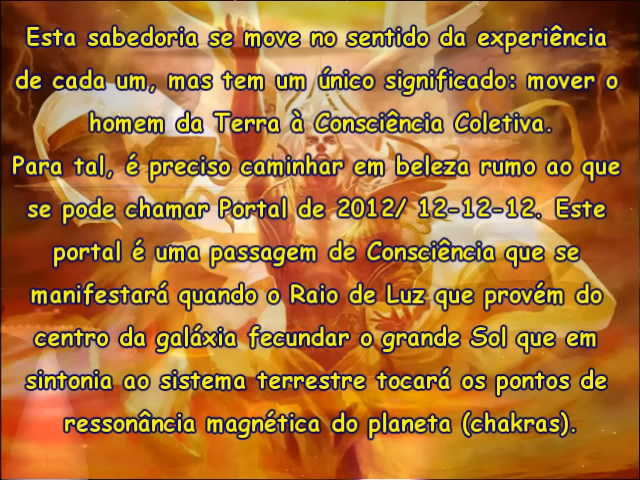 Esta sabedoria se move no sentido da experiência
de cada um, mas tem um único significado: mover o
homem da Terra à Consciência Coletiva.
Para tal, é preciso caminhar em beleza rumo ao que
se pode chamar Portal de 2012/ 12-12-12. Este
portal é uma passagem de Consciência que se
manifestará quando o Raio de Luz que provém do
centro da galáxia fecundar o grande Sol que em
sintonia ao sistema terrestre tocará os pontos de
ressonância magnética do planeta (chakras).